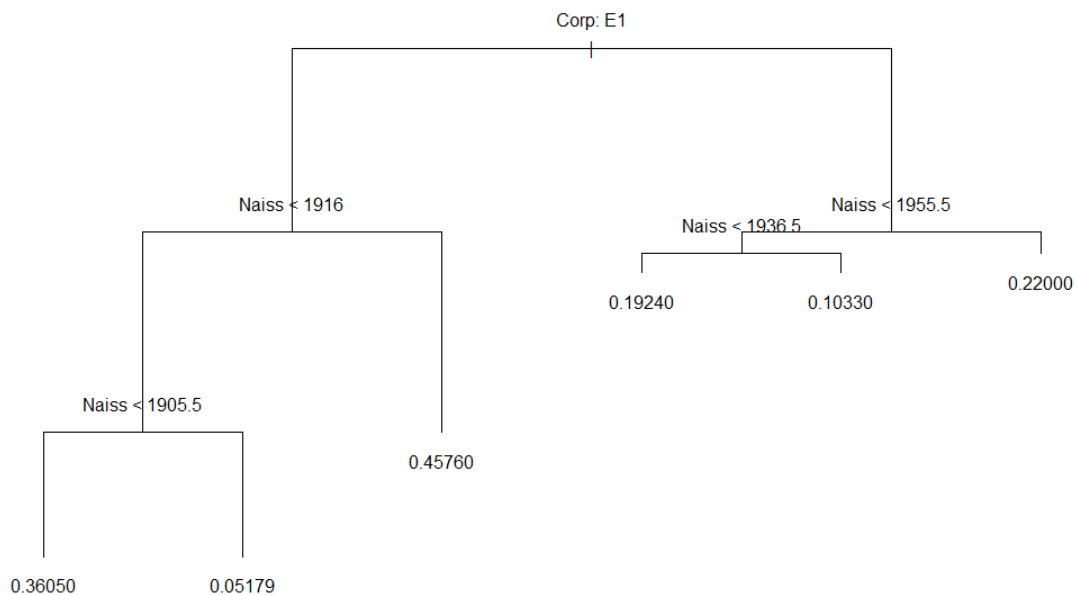 Corp: E1
Naiss < 1916
Naiss < 1955.5
Naiss < 1936.5
0.19240
0.10330
0.22000
Naiss < 1905.5
0.45760
0.36050
0.05179